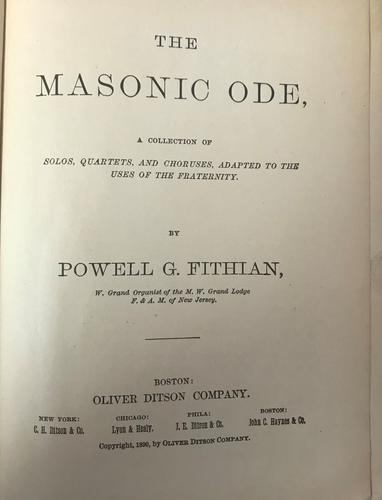 THE
MASONIC ODE,
A COLLECTION OF
SOLOS, QUARTETS, AND CHORUSES, ADAPTED TO THE
USES OF THE FRATERNITY.
BY
POWELL G. FITHIAN,
W. Grand Organist of the M. W. Grand Lodge
F. & A. M. of New Jersey.
BOSTON:
OLIVER DITSON COMPANY.
NEW YORK: CHICAGO: PHILA: BOSTON:
C. H. Ditson & Co. Lyon & Healy. J. E. Ditson & Co. John C. Haynes & Co.
Copyright, 1890, by OLIVER DITSON COMPANY.